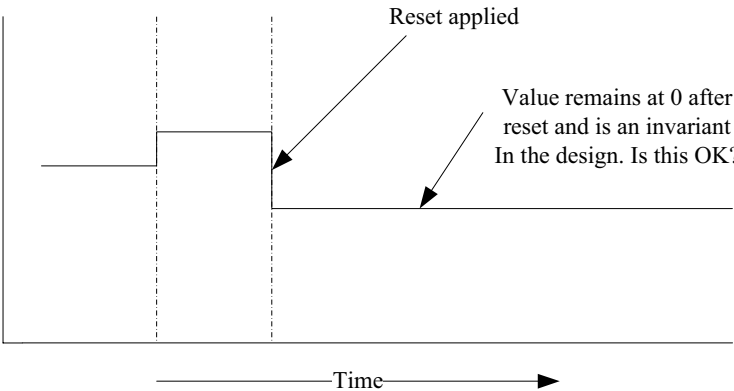 Reset applied
Value remains at 0 after
reset and is an invariant
In the design. Is this OK?
Time